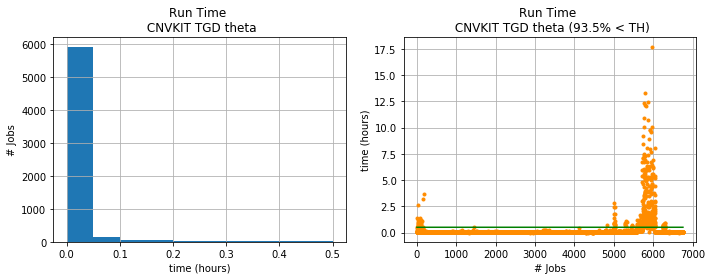 Run Time
CNVKIT TGD theta
6000
5000
4000
3000
2000
1000
0
# Jobs
0.0 0.1 0.2 0.3 0.4 0.5
time (hours)
Run Time
CNVKIT TGD theta (93.5% < TH)
17.5
15.0
12.5
10.0
7.5
5.0
2.5
0.0
time (hours)
0 1000 2000 3000 4000 5000 6000 7000
# Jobs